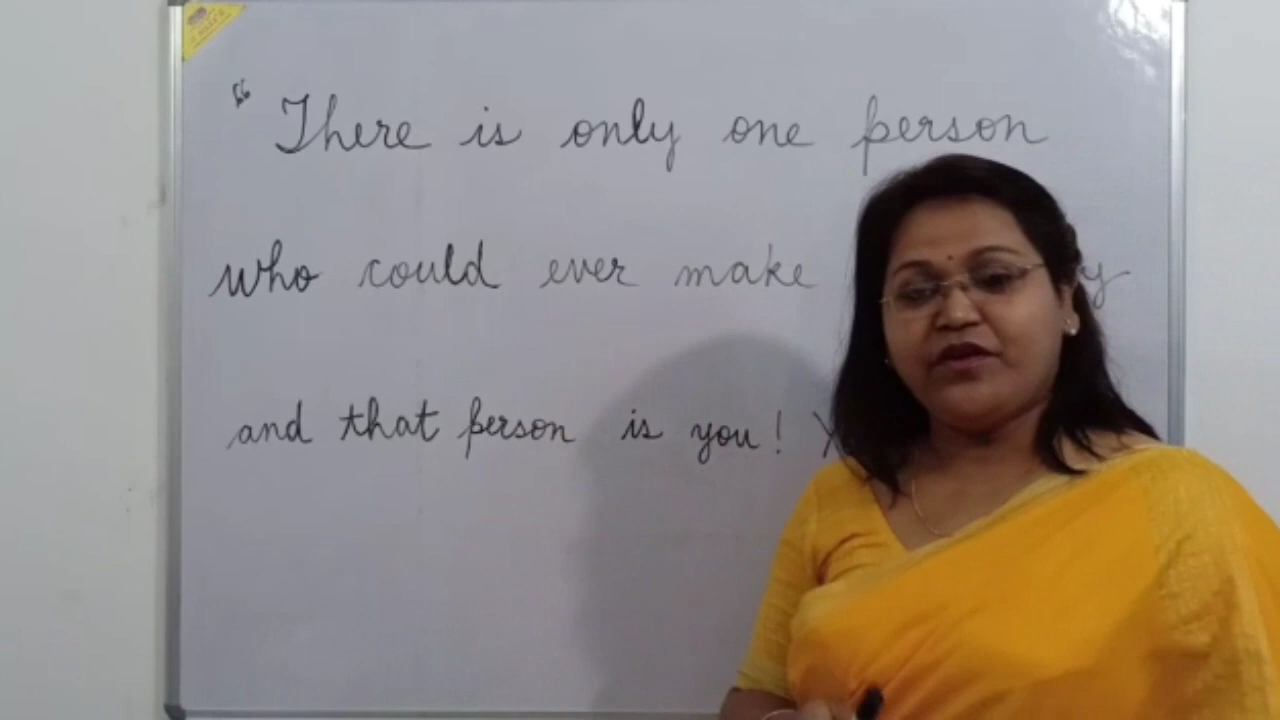 “ There is only one person
who could ever make
and that person is you!